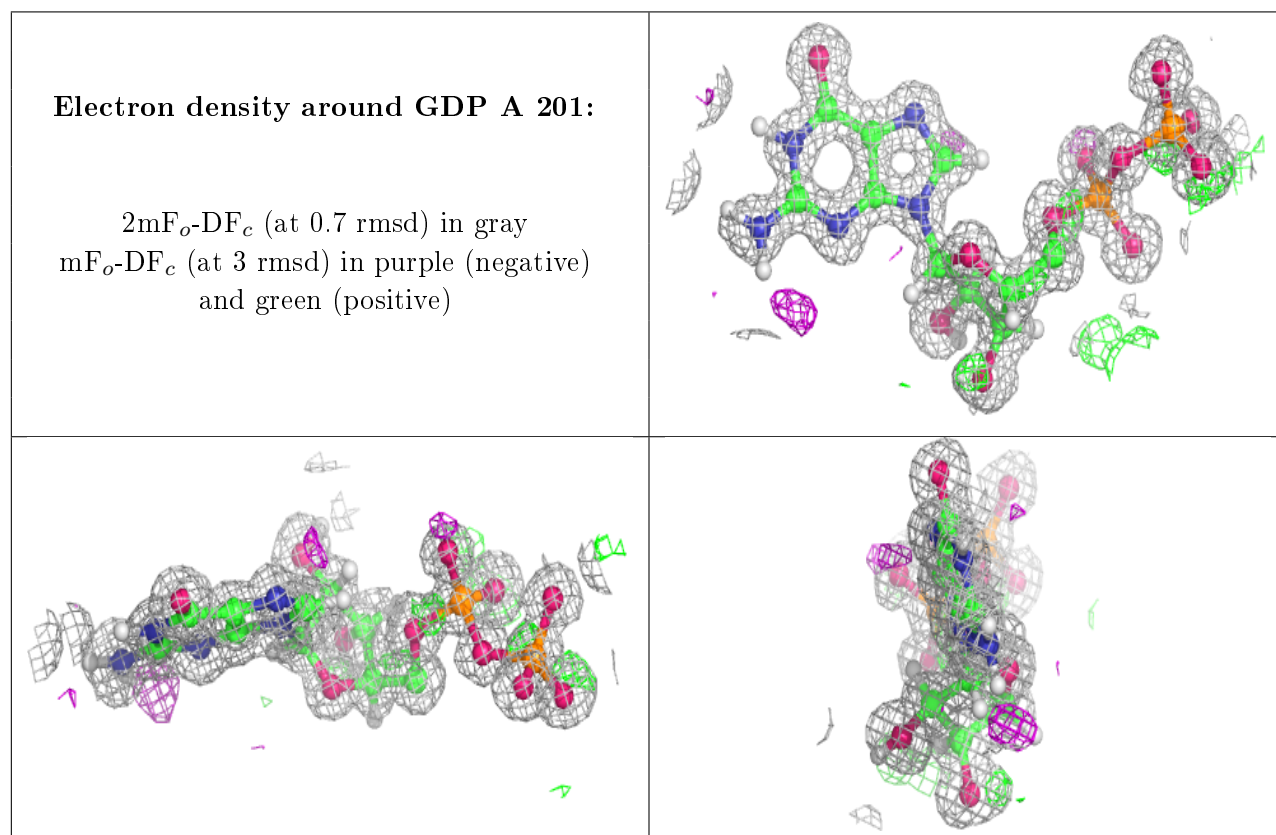 Electron density around GDP A 201:
2mFₒ-DF𝒸 (at 0.7 rmsd) in gray
mFₒ-DF𝒸 (at 3 rmsd) in purple (negative)
and green (positive)